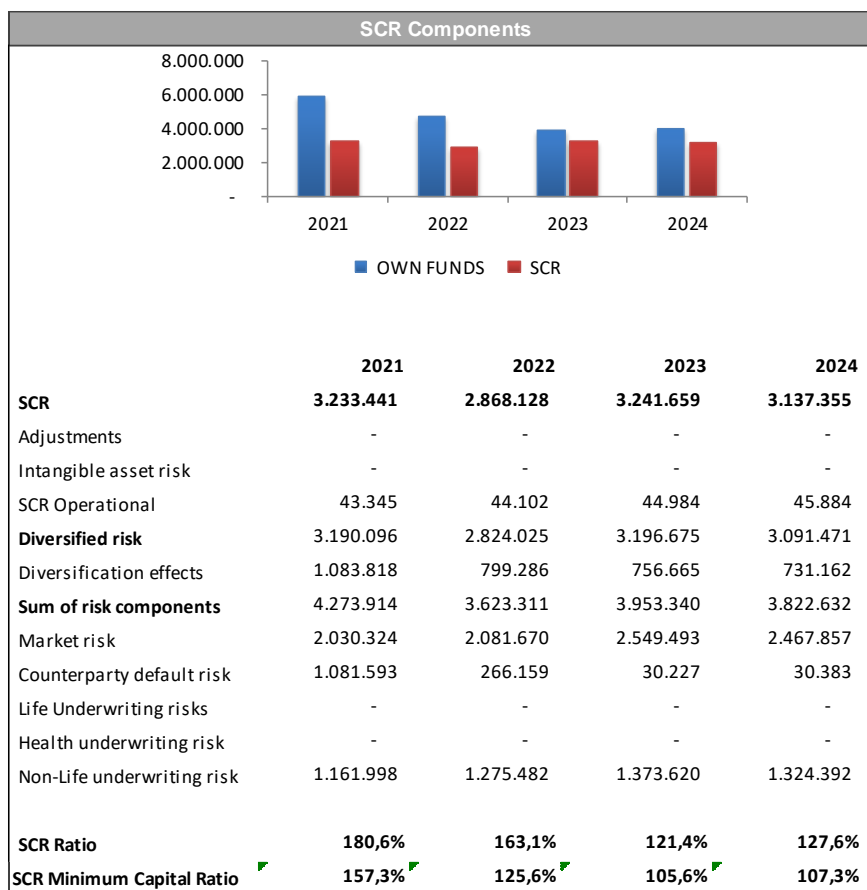 SCR Components
8.000.000
6.000.000
4.000.000
2.000.000
-
2021 2022 2023 2024
OWN FUNDS SCR
2021 2022 2023 2024
SCR 3.233.441 2.868.128 3.241.659 3.137.355
Adjustments - - - -
Intangible asset risk - - - -
SCR Operational 43.345 44.102 44.984 45.884
Diversified risk 3.190.096 2.824.025 3.196.675 3.091.471
Diversification effects 1.083.818 799.286 756.665 731.162
Sum of risk components 4.273.914 3.623.311 3.953.340 3.822.632
Market risk 2.030.324 2.081.670 2.549.493 2.467.857
Counterparty default risk 1.081.593 266.159 30.227 30.383
Life Underwriting risks - - - -
Health underwriting risk - - - -
Non-Life underwriting risk 1.161.998 1.275.482 1.373.620 1.324.392
SCR Ratio 180,6% 163,1% 121,4% 127,6%
SCR Minimum Capital Ratio 157,3% 125,6% 105,6% 107,3%